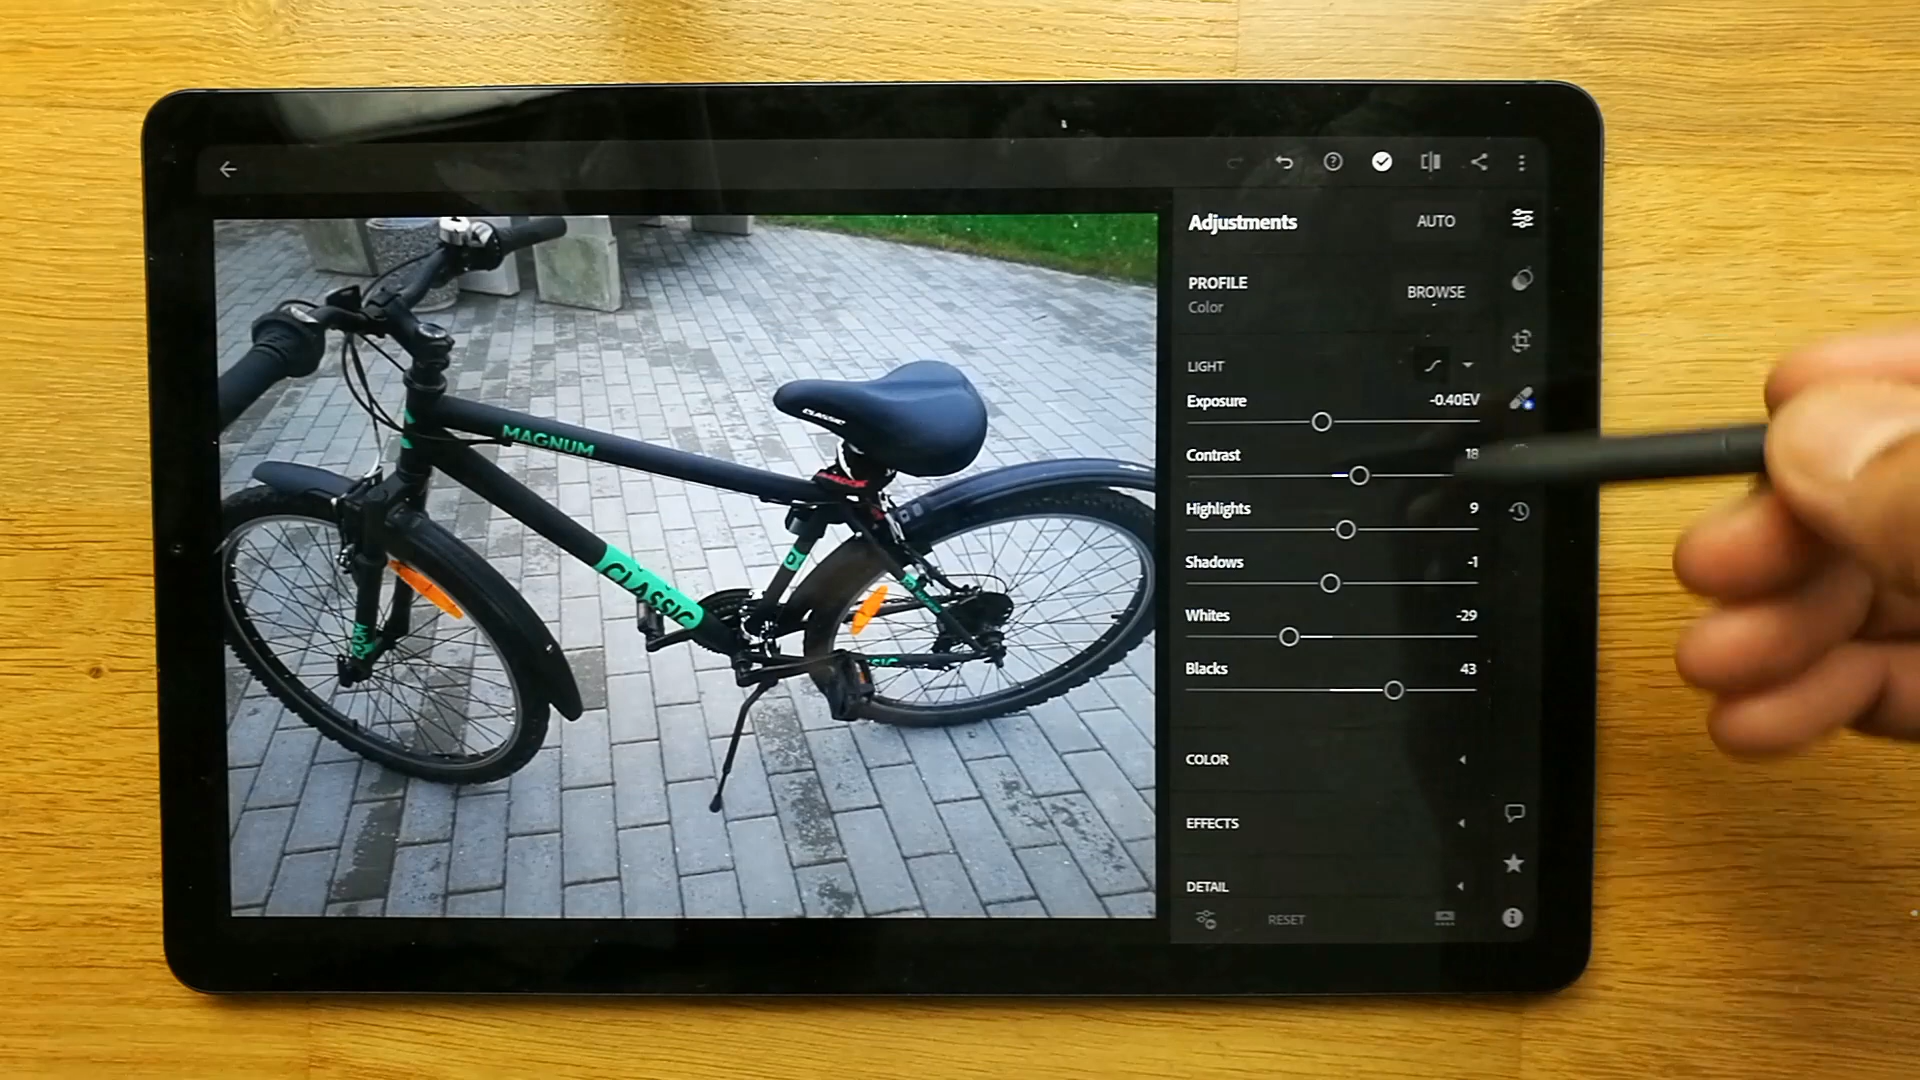 Adjustments AUTO
PROFILE
Color
BROWSE
LIGHT
Exposure -0.40EV
Contrast 18
Highlights 9
Shadows -1
Whites -29
Blacks 43
COLOR
EFFECTS
DETAIL
RESET
CLASSIC
MAGNUM
CLASSIC